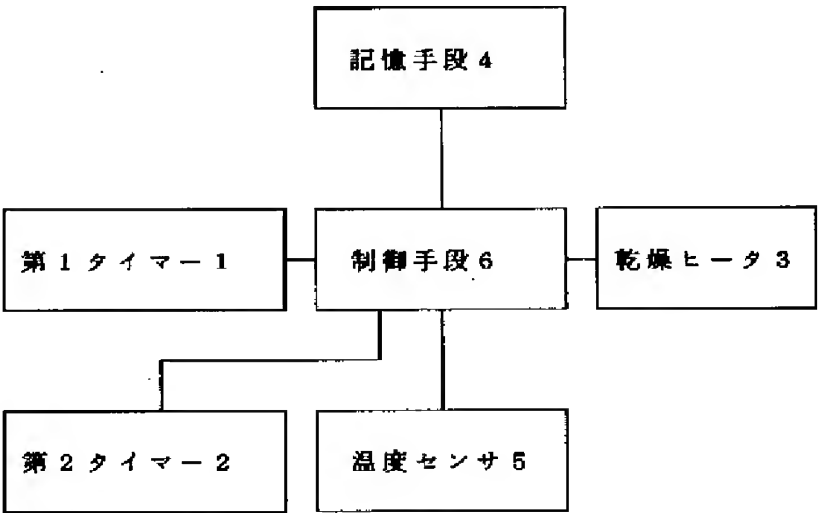 記憶手段4
第1タイマー1
制御手段6
乾燥ヒータ3
第2タイマー2
温度センサ5